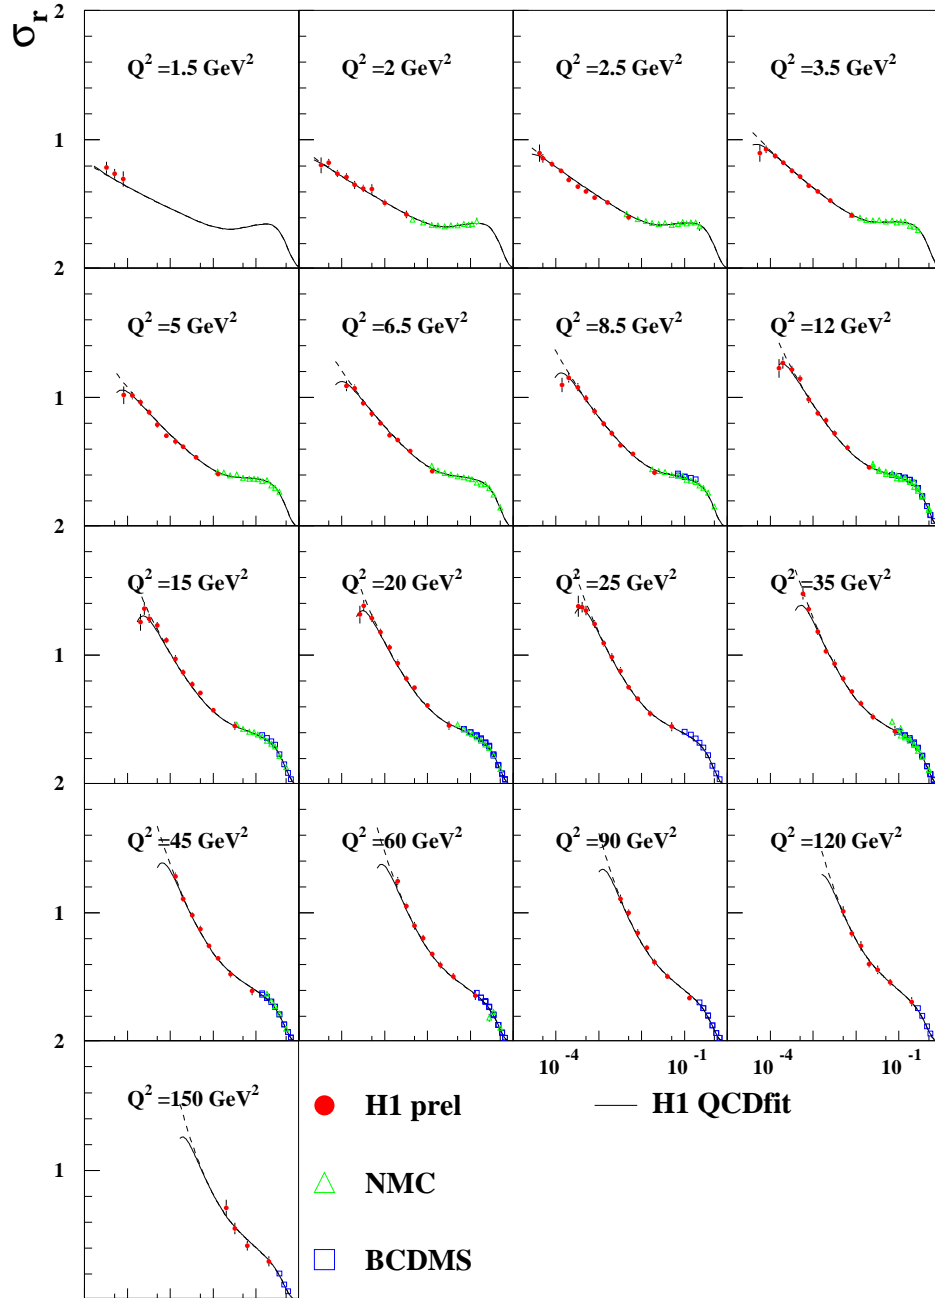 σr
2
Q² =1.5 GeV²
Q² =2 GeV²
Q² =2.5 GeV²
Q² =3.5 GeV²
1
2
Q² =5 GeV²
Q² =6.5 GeV²
Q² =8.5 GeV²
Q² =12 GeV²
1
2
Q² =15 GeV²
Q² =20 GeV²
Q² =25 GeV²
Q² =35 GeV²
1
2
Q² =45 GeV²
Q² =60 GeV²
Q² =90 GeV²
Q² =120 GeV²
1
2
10⁻⁴ 10⁻¹ 10⁻⁴ 10⁻¹
Q² =150 GeV²
H1 prel
H1 QCDfit
1
NMC
BCDMS